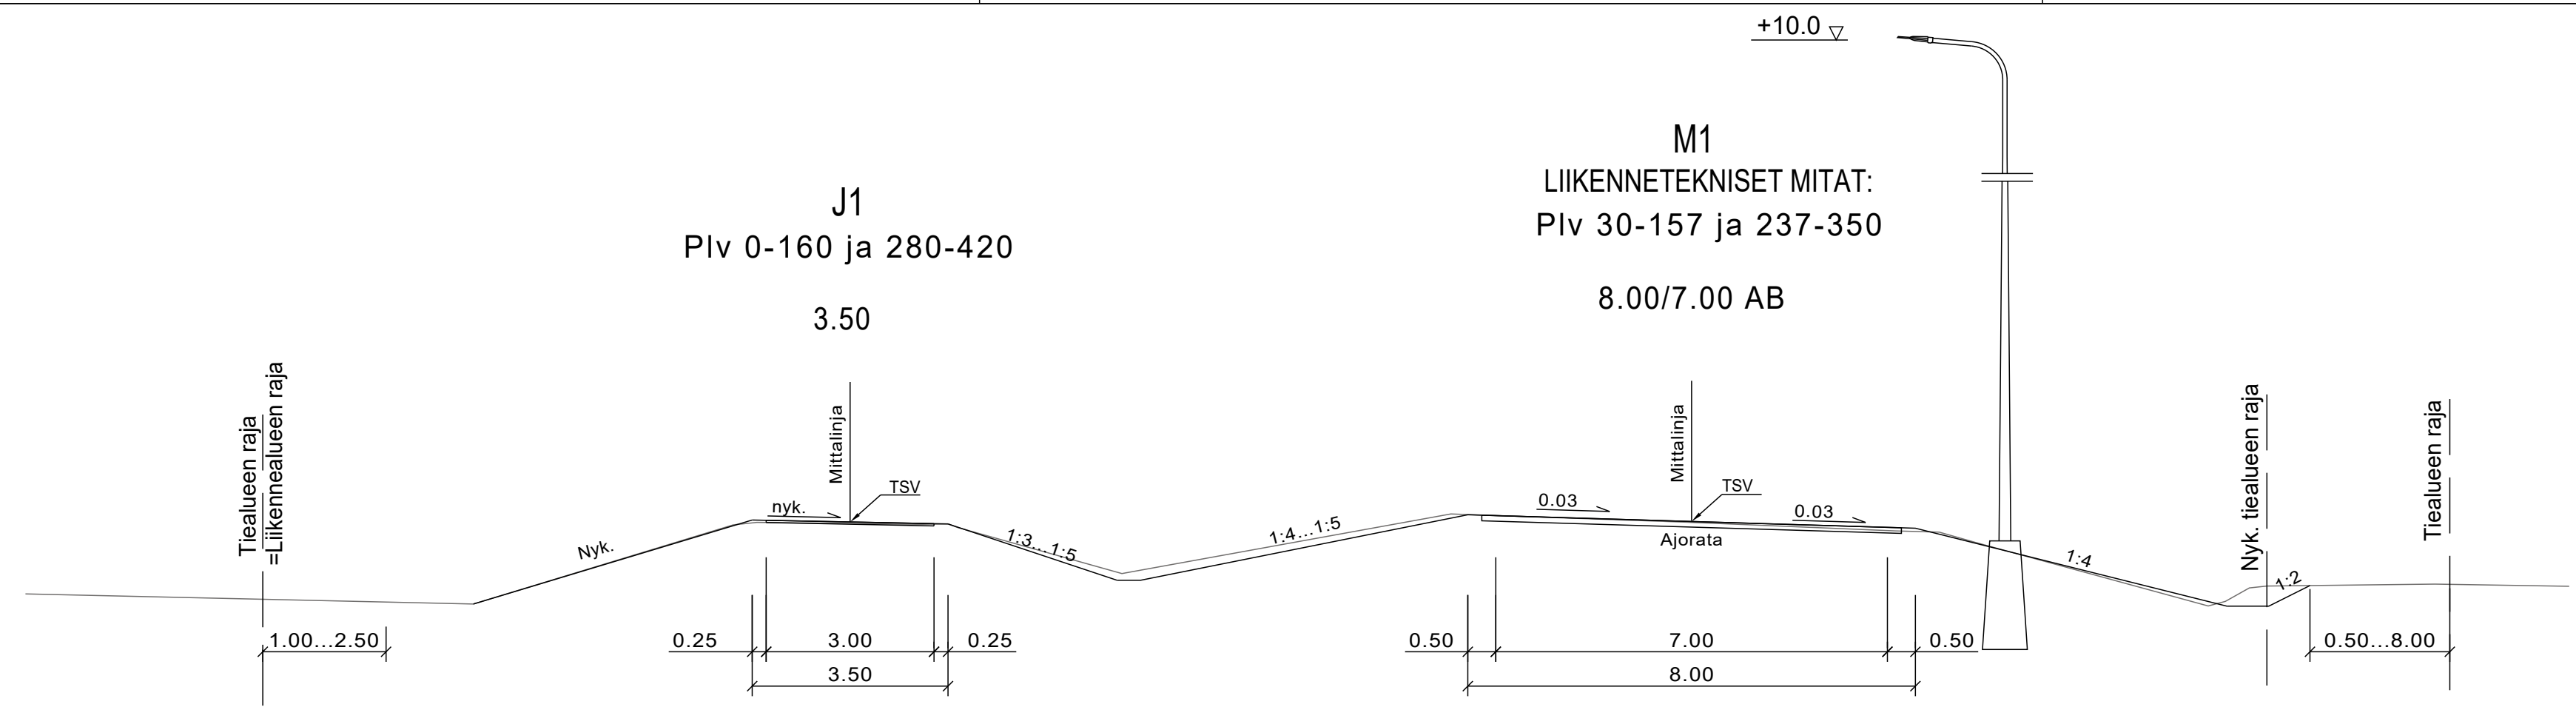 +10.0
M1
LIIKENNETEKNISET MITAT:
Plv 30-157 ja 237-350
8.00/7.00 AB
J1
Plv 0-160 ja 280-420
3.50
Tiealueen raja
=Liikennealueen raja
Mittalinja
TSV
nyk.
Nyk.
1:3...1:5
1:4...1:5
Mittalinja
TSV
0.03
0.03
Ajorata
1:4
Nyk. tiealueen raja
1:2
Tiealueen raja
1.00...2.50
0.25
3.00
0.25
3.50
0.50
7.00
0.50
8.00
0.50...8.00